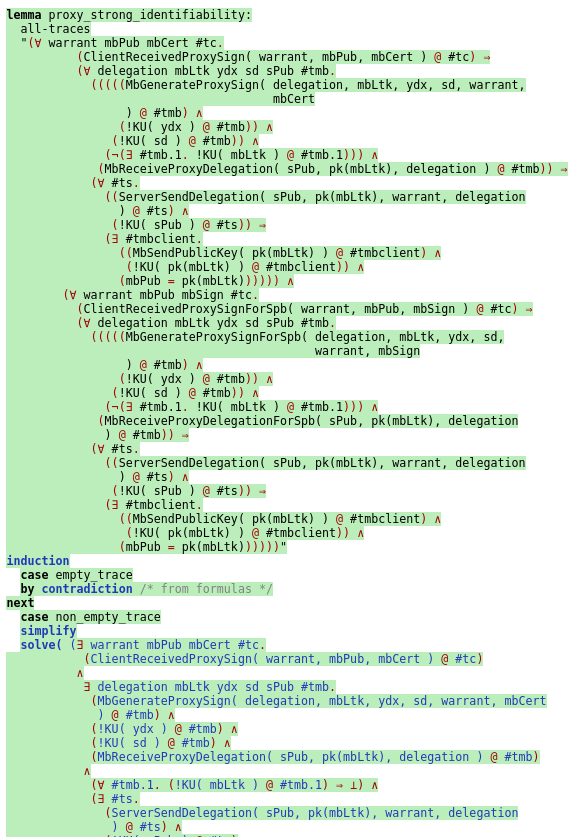 lemma proxy_strong_identifiability:
all-traces
"(∀ warrant mbPub mbCert #tc.
(ClientReceivedProxySign( warrant, mbPub, mbCert ) @ #tc) ⇒
(∀ delegation mbLtk ydx sd sPub #tmb.
(((((MbGenerateProxySign( delegation, mbLtk, ydx, sd, warrant,
mbCert
) @ #tmb) ∧
(!KU( ydx ) @ #tmb)) ∧
(!KU( sd ) @ #tmb)) ∧
(¬(∃ #tmb.1. !KU( mbLtk ) @ #tmb.1))) ∧
(MbReceiveProxyDelegation( sPub, pk(mbLtk), delegation ) @ #tmb)) ⇒
(∀ #ts.
((ServerSendDelegation( sPub, pk(mbLtk), warrant, delegation
) @ #ts) ∧
(!KU( sPub ) @ #ts)) ⇒
(∃ #tmbclient.
((MbSendPublicKey( pk(mbLtk) ) @ #tmbclient) ∧
(!KU( pk(mbLtk) ) @ #tmbclient)) ∧
(mbPub = pk(mbLtk)))))) ∧
(∀ warrant mbPub mbSign #tc.
(ClientReceivedProxySignForSpb( warrant, mbPub, mbSign ) @ #tc) ⇒
(∀ delegation mbLtk ydx sd sPub #tmb.
(((((MbGenerateProxySignForSpb( delegation, mbLtk, ydx, sd,
warrant, mbSign
) @ #tmb) ∧
(!KU( ydx ) @ #tmb)) ∧
(!KU( sd ) @ #tmb)) ∧
(¬(∃ #tmb.1. !KU( mbLtk ) @ #tmb.1))) ∧
(MbReceiveProxyDelegationForSpb( sPub, pk(mbLtk), delegation
) @ #tmb)) ⇒
(∀ #ts.
((ServerSendDelegation( sPub, pk(mbLtk), warrant, delegation
) @ #ts) ∧
(!KU( sPub ) @ #ts)) ⇒
(∃ #tmbclient.
((MbSendPublicKey( pk(mbLtk) ) @ #tmbclient) ∧
(!KU( pk(mbLtk) ) @ #tmbclient)) ∧
(mbPub = pk(mbLtk))))))"
induction
case empty_trace
by contradiction /* from formulas */
next
case non_empty_trace
simplify
solve( (∃ warrant mbPub mbCert #tc.
(ClientReceivedProxySign( warrant, mbPub, mbCert ) @ #tc)
∧
∃ delegation mbLtk ydx sd sPub #tmb.
(MbGenerateProxySign( delegation, mbLtk, ydx, sd, warrant, mbCert
) @ #tmb) ∧
(!KU( ydx ) @ #tmb) ∧
(!KU( sd ) @ #tmb) ∧
(MbReceiveProxyDelegation( sPub, pk(mbLtk), delegation ) @ #tmb)
∧
(∀ #tmb.1. (!KU( mbLtk ) @ #tmb.1) ⇒ ⊥) ∧
(∃ #ts.
(ServerSendDelegation( sPub, pk(mbLtk), warrant, delegation
) @ #ts) ∧